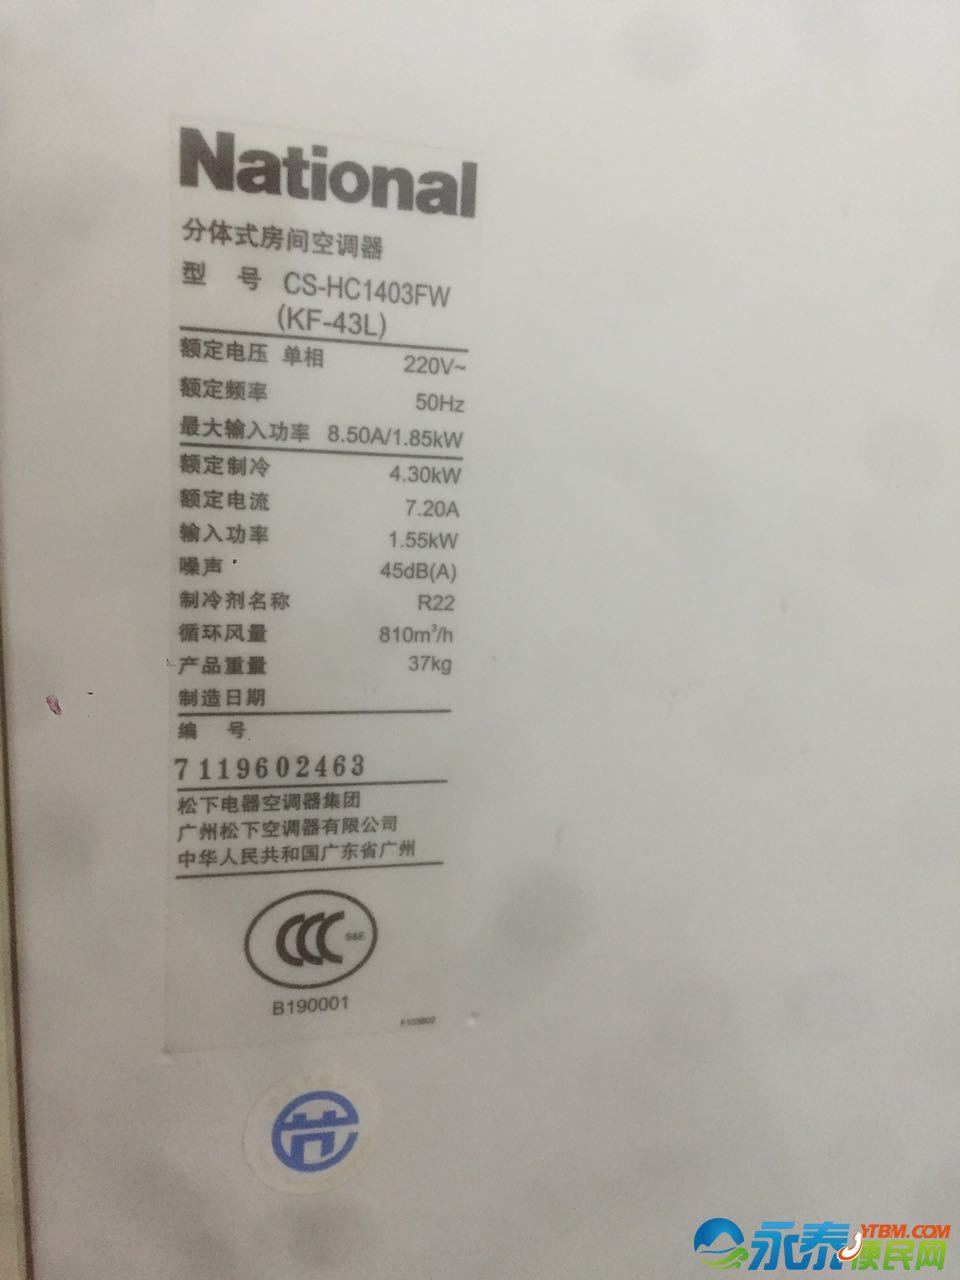 National
分体式房间空调器
型 号 CS-HC1403FW
(KF-43L)
额定电压 单相 220V~
额定频率 50Hz
最大输入功率 8.50A/1.85kW
额定制冷 4.30kW
额定电流 7.20A
输入功率 1.55kW
噪声 45dB(A)
制冷剂名称 R22
循环风量 810m³/h
产品重量 37kg
制造日期
编 号
7119602463
松下电器空调器集团
广州松下空调器有限公司
中华人民共和国广东省广州
CCC S&E
B190001
永泰便民网
YTBM.COM